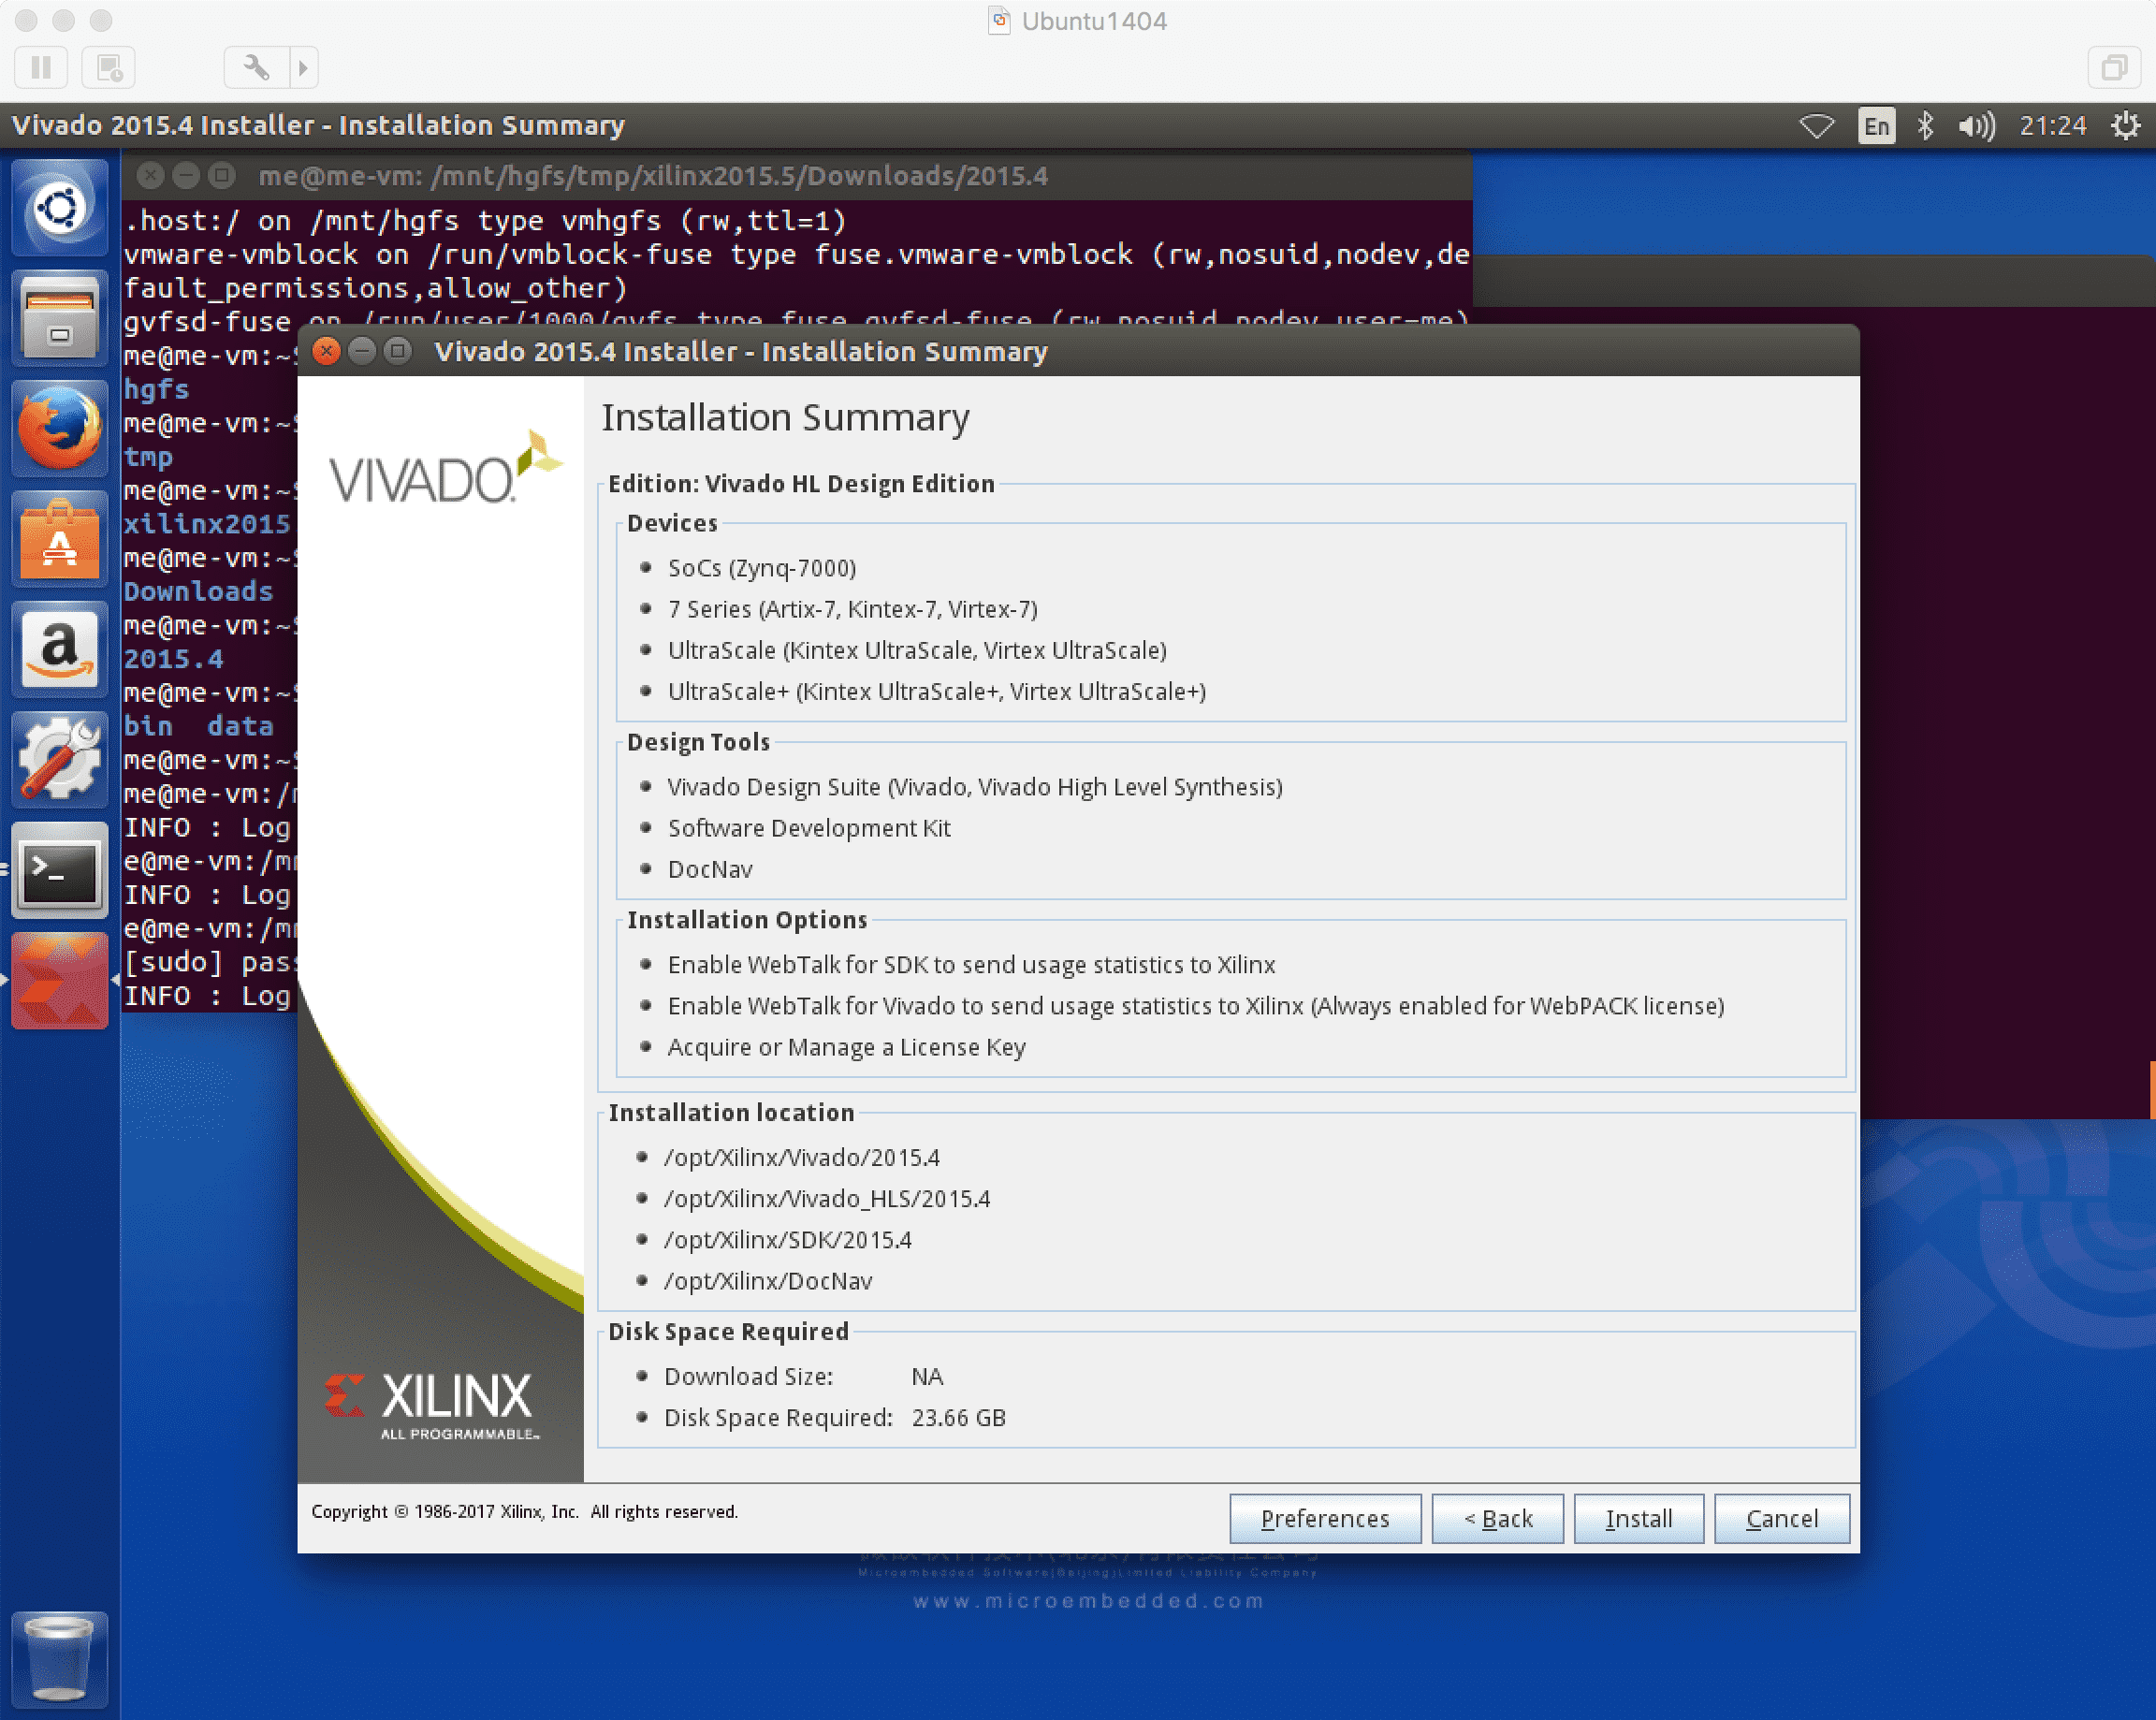 Ubuntu1404
Vivado 2015.4 Installer - Installation Summary
En
21:24
me@me-vm: /mnt/hgfs/tmp/xilinx2015.5/Downloads/2015.4
.host:/ on /mnt/hgfs type vmhgfs (rw,ttl=1)
vmware-vmblock on /run/vmblock-fuse type fuse.vmware-vmblock (rw,nosuid,nodev,de
fault_permissions,allow_other)
gvfsd-fuse on /run/user/1000/gvfs type fuse.gvfsd-fuse (rw,nosuid,nodev,user=me)
me@me-vm:~$
hgfs
me@me-vm:~$
tmp
me@me-vm:~$
xilinx2015
me@me-vm:~$
Downloads
me@me-vm:~$
2015.4
me@me-vm:~$
bin data
me@me-vm:~$
me@me-vm:/
INFO : Log
e@me-vm:/m
INFO : Log
e@me-vm:/m
[sudo] pas
INFO : Log
Vivado 2015.4 Installer - Installation Summary
VIVADO.
Installation Summary
Edition: Vivado HL Design Edition
Devices
SoCs (Zynq-7000)
7 Series (Artix-7, Kintex-7, Virtex-7)
UltraScale (Kintex UltraScale, Virtex UltraScale)
UltraScale+ (Kintex UltraScale+, Virtex UltraScale+)
Design Tools
Vivado Design Suite (Vivado, Vivado High Level Synthesis)
Software Development Kit
DocNav
Installation Options
Enable WebTalk for SDK to send usage statistics to Xilinx
Enable WebTalk for Vivado to send usage statistics to Xilinx (Always enabled for WebPACK license)
Acquire or Manage a License Key
Installation location
/opt/Xilinx/Vivado/2015.4
/opt/Xilinx/Vivado_HLS/2015.4
/opt/Xilinx/SDK/2015.4
/opt/Xilinx/DocNav
Disk Space Required
Download Size: NA
Disk Space Required: 23.66 GB
XILINX
ALL PROGRAMMABLE™
Copyright © 1986-2017 Xilinx, Inc. All rights reserved.
Preferences
< Back
Install
Cancel
Microembedded Software(Beijing)Limited Liability Company
www.microembedded.com